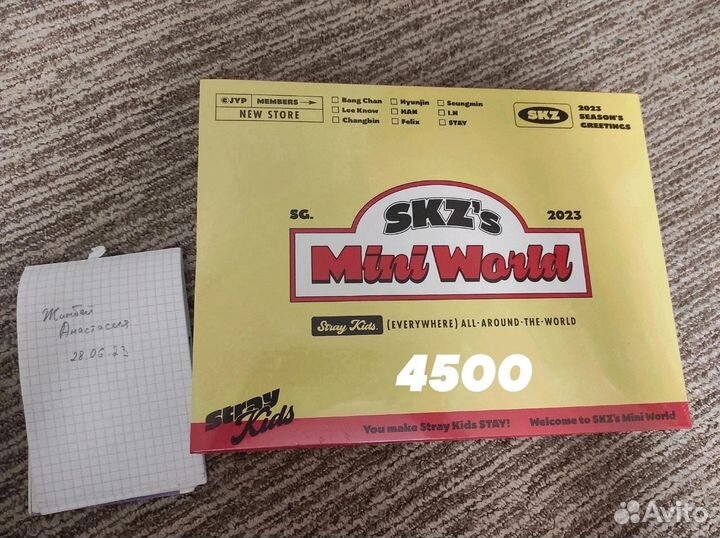 ©JYP MEMBERS
NEW STORE
Bang Chan Hyunjin Seungmin
Lee Know HAN I.N
Changbin Felix STAY
SKZ
2023
SEASON'S
GREETINGS
SG.
SKZ's
2023
Mini World
Stray Kids. (EVERYWHERE) ALL-AROUND-THE-WORLD
4500
Stray
Kids
You make Stray Kids STAY! Welcome to SKZ's Mini World
Анастасия
28.06.23
Avito